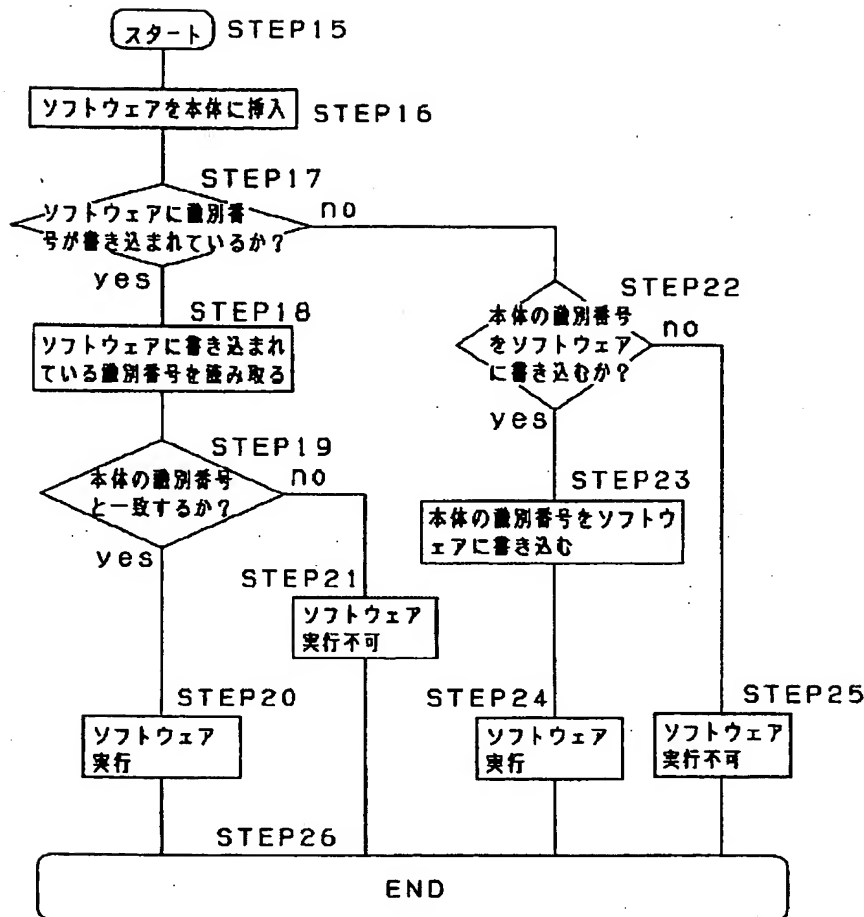 スタート STEP15
ソフトウェアを本体に挿入 STEP16
STEP17
ソフトウェアに識別番
号が書き込まれているか?
no
yes
STEP18
ソフトウェアに書き込まれ
ている識別番号を読み取る
STEP19
本体の識別番号
と一致するか?
no
yes
STEP21
ソフトウェア
実行不可
STEP20
ソフトウェア
実行
STEP22
本体の識別番号
をソフトウェア
に書き込むか?
no
yes
STEP23
本体の識別番号をソフトウ
ェアに書き込む
STEP24
ソフトウェア
実行
STEP25
ソフトウェア
実行不可
STEP26
END